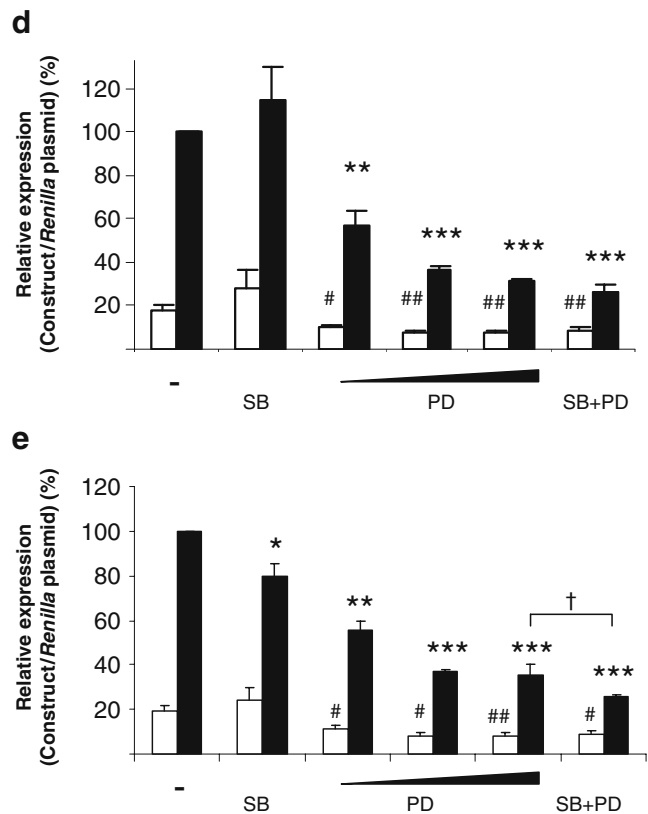 d
Relative expression
(Construct/Renilla plasmid) (%)
120
100
80
60
40
20
**
***
***
***
#
##
##
##
-
SB
PD
SB+PD
e
Relative expression
(Construct/Renilla plasmid) (%)
120
100
80
60
40
20
*
**
***
***
†
***
#
#
##
#
-
SB
PD
SB+PD